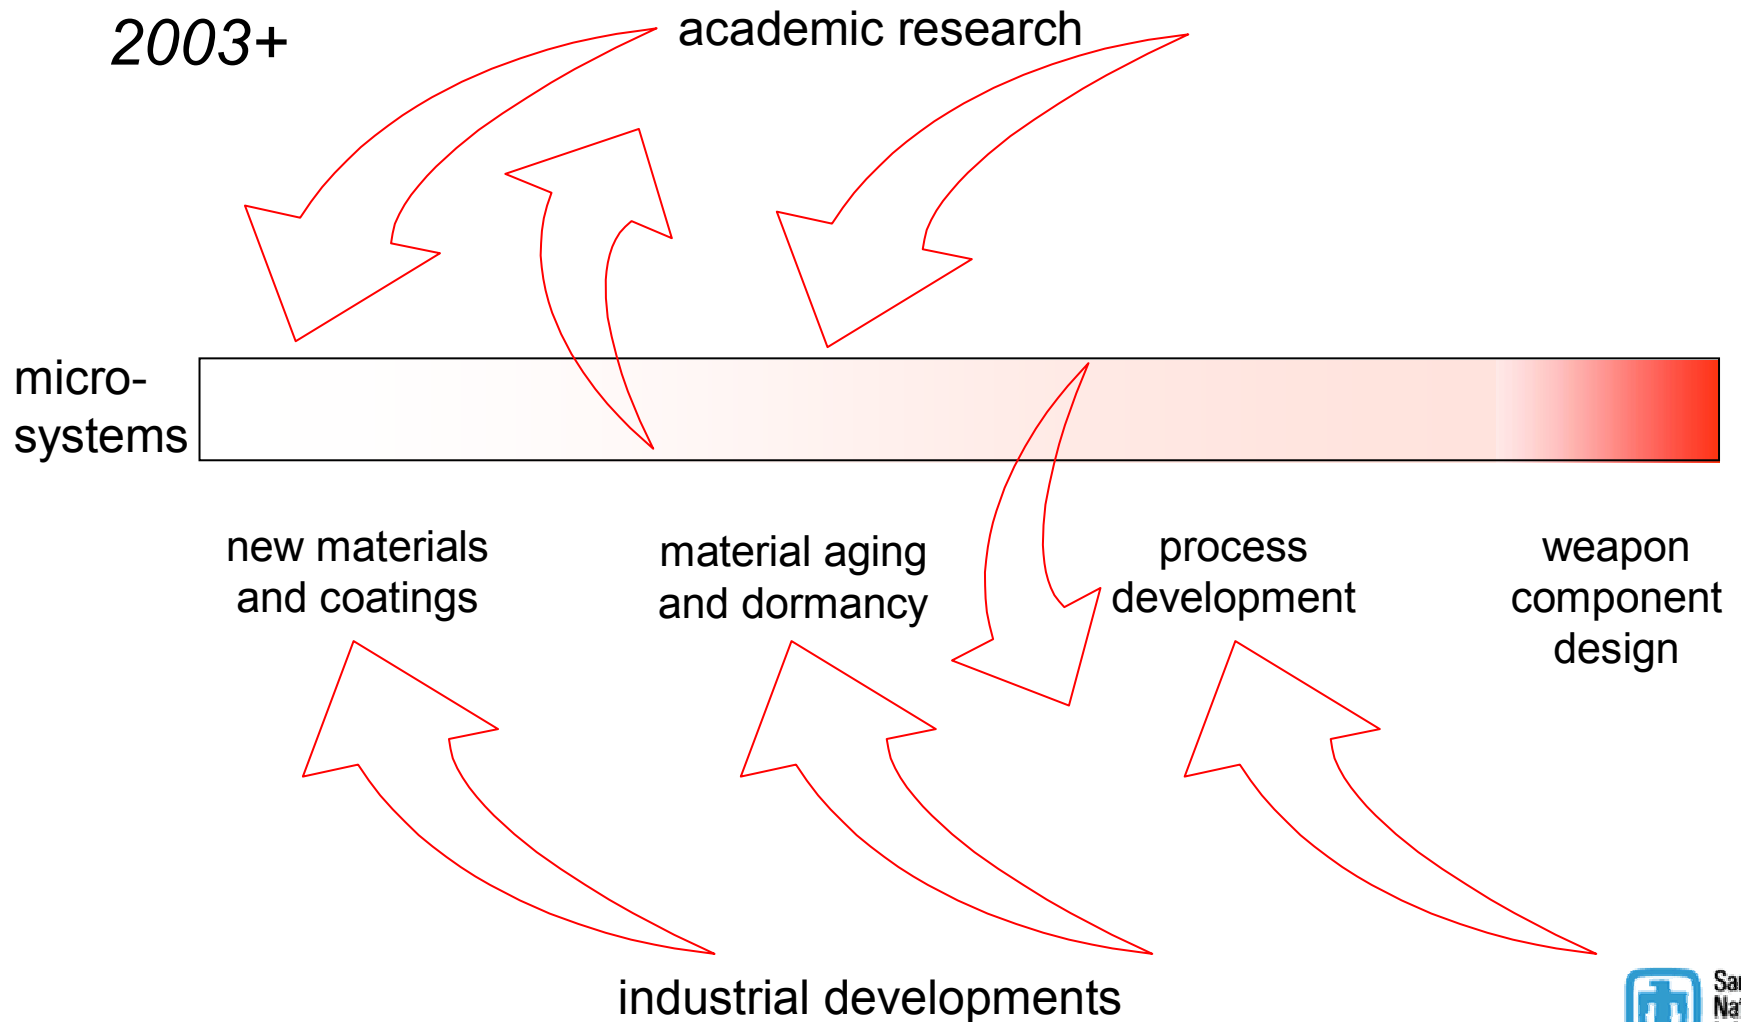 2003+
academic research
micro-
systems
new materials
and coatings
material aging
and dormancy
process
development
weapon
component
design
industrial developments